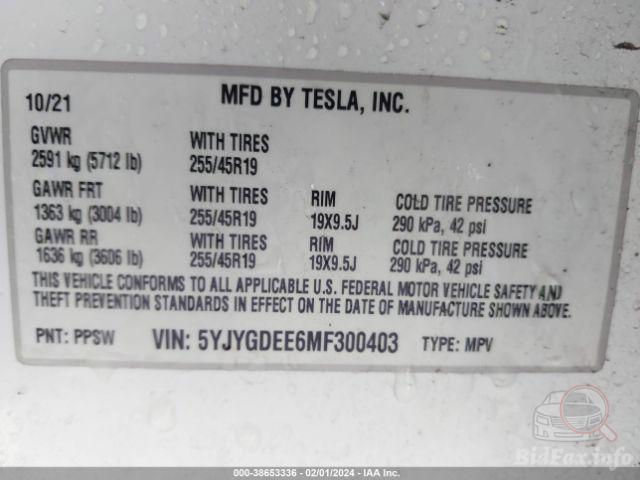 10/21 MFD BY TESLA, INC.
GVWR WITH TIRES
2591 kg (5712 lb) 255/45R19
GAWR FRT WITH TIRES RIM COLD TIRE PRESSURE
1363 kg (3004 lb) 255/45R19 19X9.5J 290 kPa, 42 psi
GAWR RR WITH TIRES RIM COLD TIRE PRESSURE
1636 kg (3606 lb) 255/45R19 19X9.5J 290 kPa, 42 psi
THIS VEHICLE CONFORMS TO ALL APPLICABLE U.S. FEDERAL MOTOR VEHICLE SAFETY AND
THEFT PREVENTION STANDARDS IN EFFECT ON THE DATE OF MANUFACTURE SHOWN ABOVE.
PNT: PPSW VIN: 5YJYGDEE6MF300403 TYPE: MPV
BidFax.info
000-38653336 - 02/01/2024 - IAA Inc.